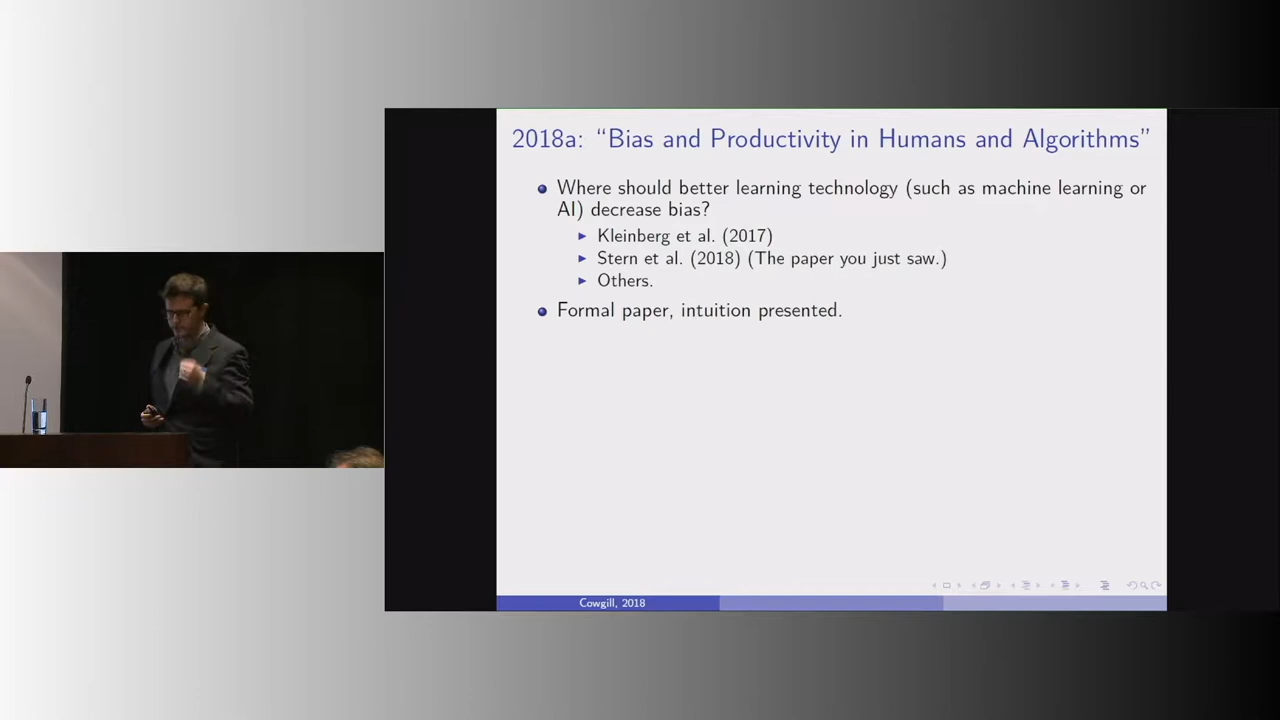 2018a: “Bias and Productivity in Humans and Algorithms”
Where should better learning technology (such as machine learning or
AI) decrease bias?
Kleinberg et al. (2017)
Stern et al. (2018) (The paper you just saw.)
Others.
Formal paper, intuition presented.
Cowgill, 2018